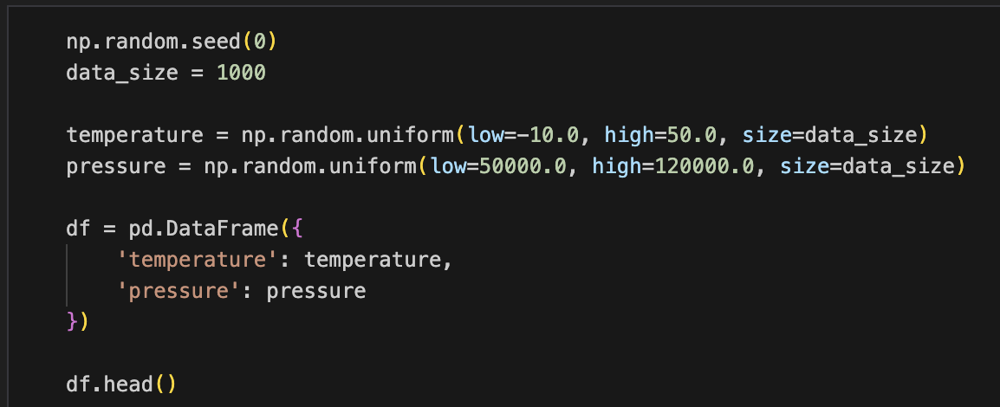 np.random.seed(0)
data_size = 1000
temperature = np.random.uniform(low=-10.0, high=50.0, size=data_size)
pressure = np.random.uniform(low=50000.0, high=120000.0, size=data_size)
df = pd.DataFrame({
    'temperature': temperature,
    'pressure': pressure
})
df.head()